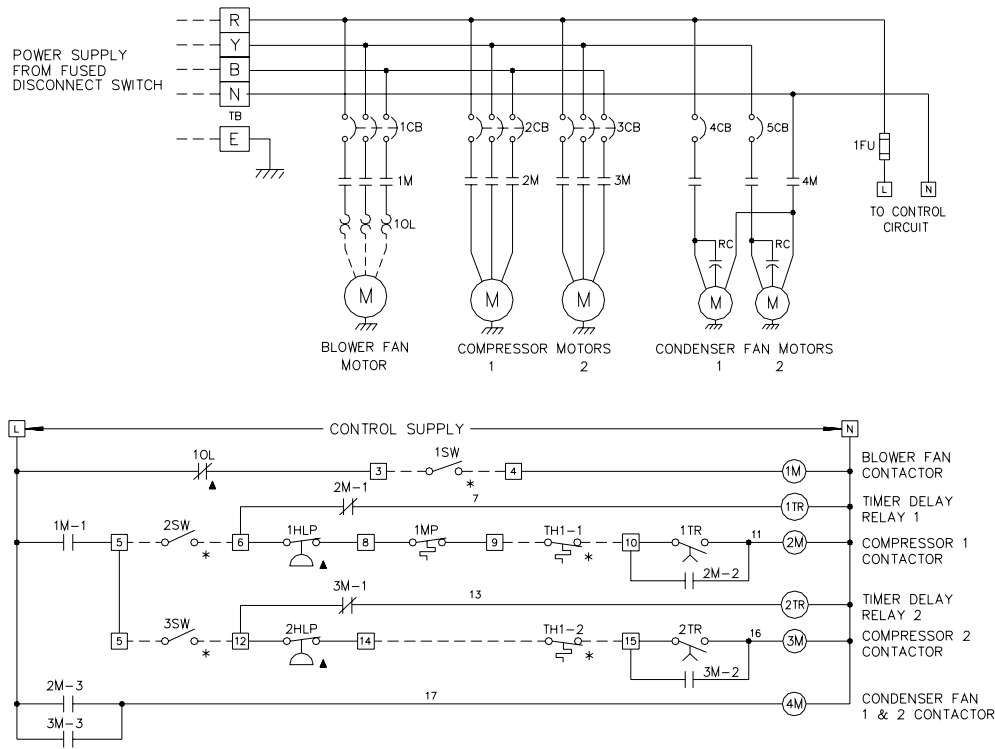 R
POWER SUPPLY
FROM FUSED
DISCONNECT SWITCH
Y
B
N
TB
E
1CB
2CB
3CB
4CB
5CB
1FU
1M
2M
3M
4M
L
N
TO CONTROL
CIRCUIT
1OL
RC
RC
M
M
M
M
M
BLOWER FAN
MOTOR
COMPRESSOR MOTORS
1 2
CONDENSER FAN MOTORS
1 2
L
CONTROL SUPPLY
N
1OL
3
1SW
*
4
1M
BLOWER FAN
CONTACTOR
2M-1
7
1TR
TIMER DELAY
RELAY 1
1M-1
5
2SW
*
6
1HLP
8
1MP
9
TH1-1
*
10
1TR
11
2M
COMPRESSOR 1
CONTACTOR
2M-2
3M-1
13
2TR
TIMER DELAY
RELAY 2
5
3SW
*
12
2HLP
14
TH1-2
*
15
2TR
16
3M
COMPRESSOR 2
CONTACTOR
3M-2
2M-3
17
4M
CONDENSER FAN
1 & 2 CONTACTOR
3M-3